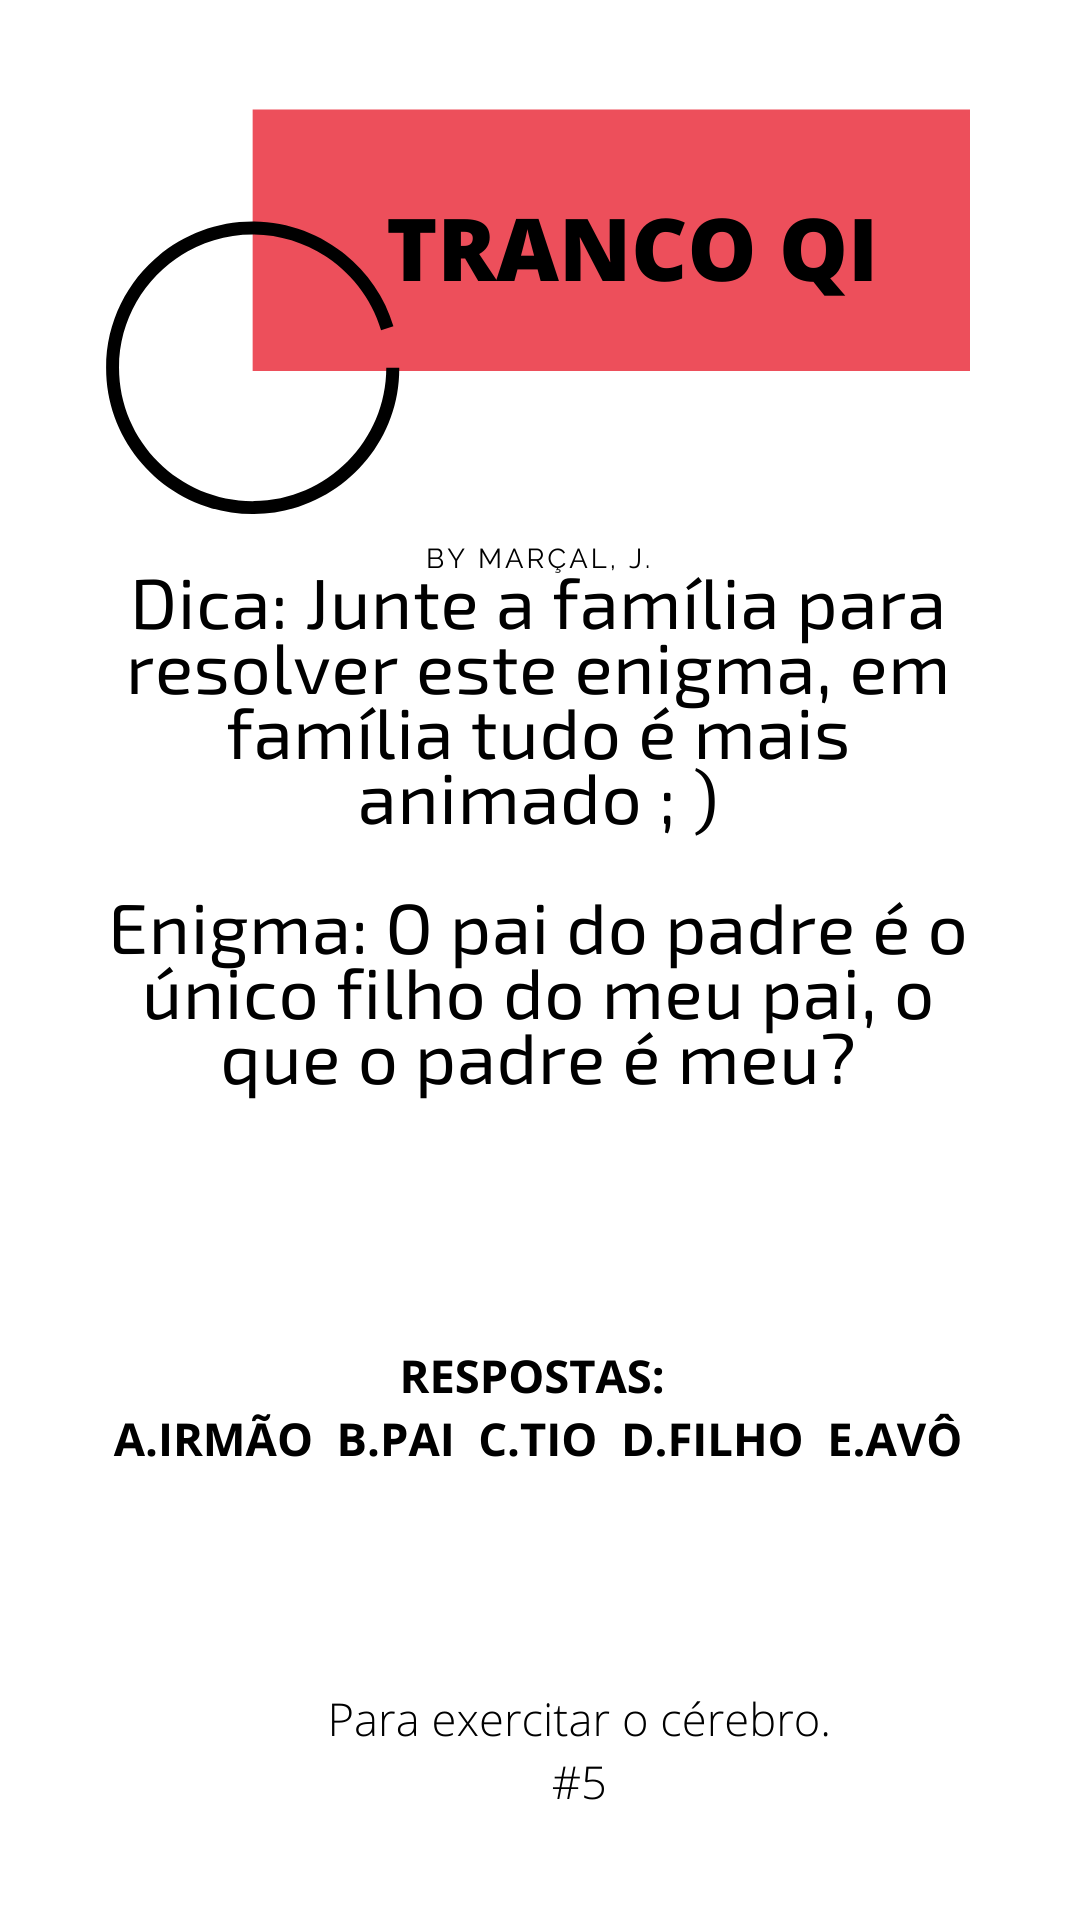 TRANCO QI
BY MARÇAL, J.
Dica: Junte a família para
resolver este enigma, em
família tudo é mais
animado ; )
Enigma: O pai do padre é o
único filho do meu pai, o
que o padre é meu?
RESPOSTAS:
A.IRMÃO B.PAI C.TIO D.FILHO E.AVÔ
Para exercitar o cérebro.
#5